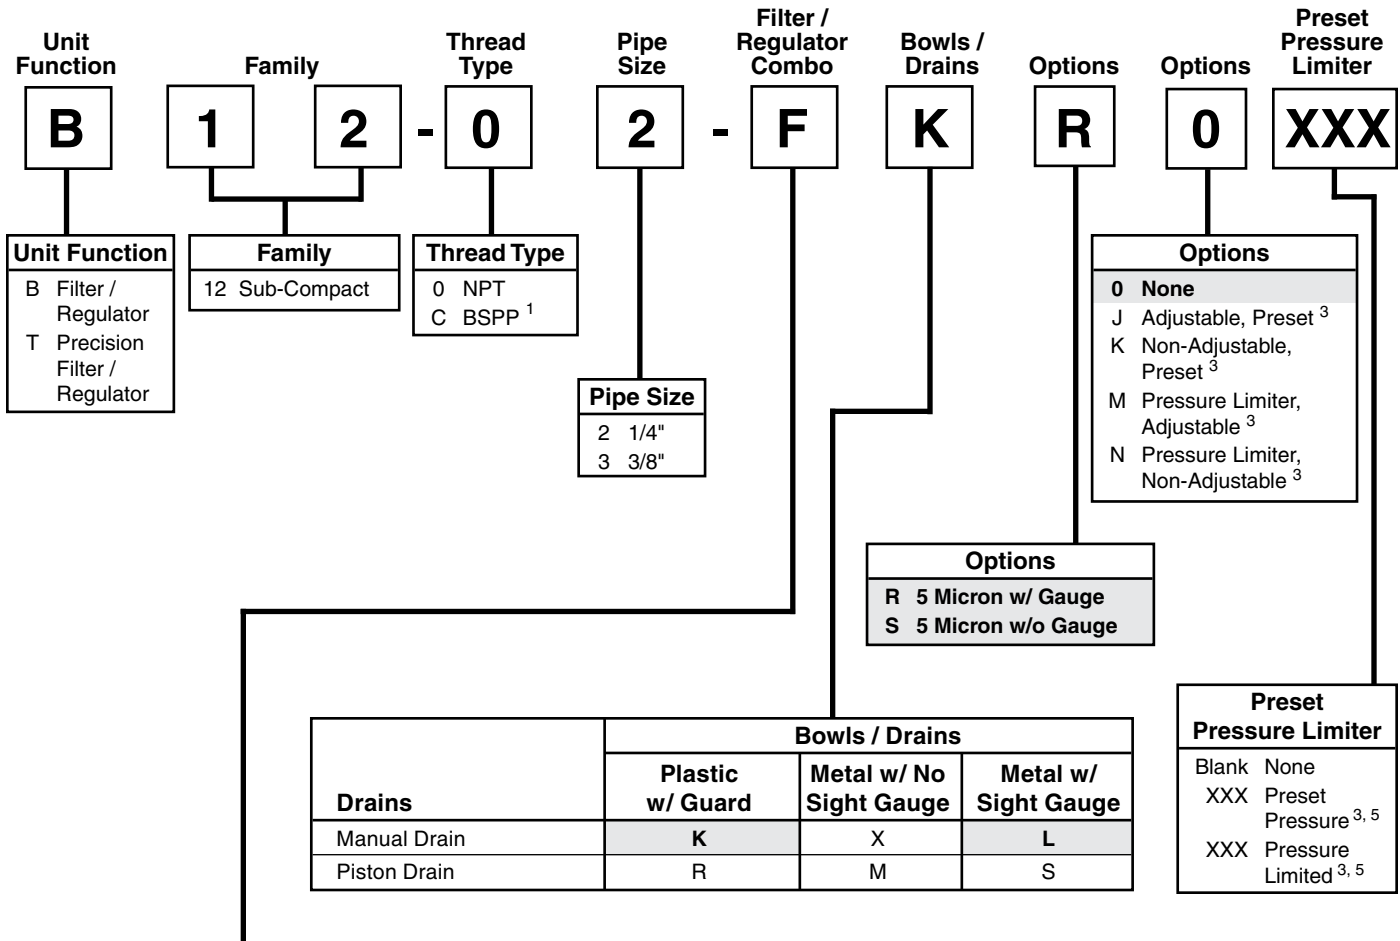 Unit Function
Family
Thread Type
Pipe Size
Filter / Regulator Combo
Bowls / Drains
Options
Options
Preset Pressure Limiter
B 1 2 - 0 2 - F K R 0 XXX
Unit Function
B Filter /
Regulator
T Precision
Filter /
Regulator
Family
12 Sub-Compact
Thread Type
0 NPT
C BSPP 1
Pipe Size
2 1/4"
3 3/8"
Options
0 None
J Adjustable, Preset 3
K Non-Adjustable,
Preset 3
M Pressure Limiter,
Adjustable 3
N Pressure Limiter,
Non-Adjustable 3
Options
R 5 Micron w/ Gauge
S 5 Micron w/o Gauge
Preset
Pressure Limiter
Blank None
XXX Preset
Pressure 3, 5
XXX Pressure
Limited 3, 5
Bowls / Drains
Drains
Plastic w/ Guard
Metal w/ No Sight Gauge
Metal w/ Sight Gauge
Manual Drain K X L
Piston Drain R M S